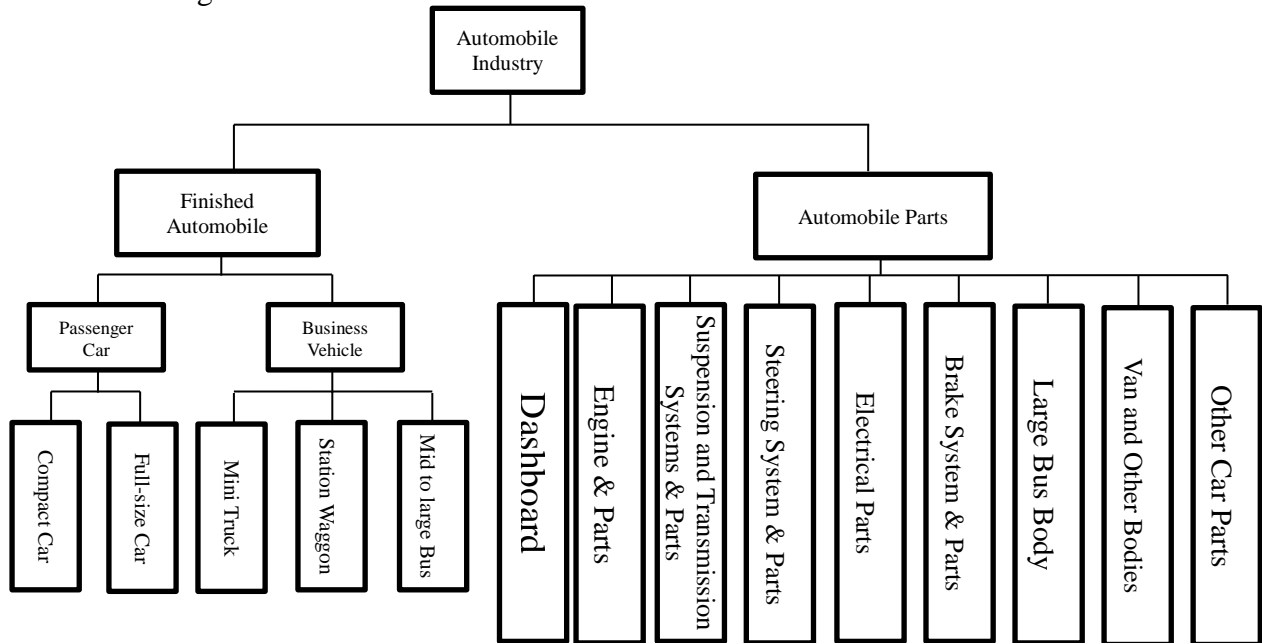 Automobile
Industry
Finished
Automobile
Automobile Parts
Passenger
Car
Business
Vehicle
Compact Car
Full-size Car
Mini Truck
Station Waggon
Mid to large Bus
Dashboard
Engine & Parts
Suspension and Transmission
Systems & Parts
Steering System & Parts
Electrical Parts
Brake System & Parts
Large Bus Body
Van and Other Bodies
Other Car Parts